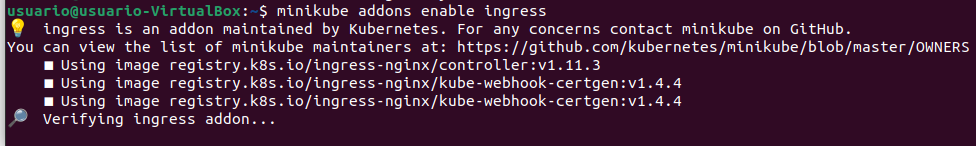 usuario@usuario-VirtualBox:~$ minikube addons enable ingress
💡 ingress is an addon maintained by Kubernetes. For any concerns contact minikube on GitHub.
You can view the list of minikube maintainers at: https://github.com/kubernetes/minikube/blob/master/OWNERS
■ Using image registry.k8s.io/ingress-nginx/controller:v1.11.3
■ Using image registry.k8s.io/ingress-nginx/kube-webhook-certgen:v1.4.4
■ Using image registry.k8s.io/ingress-nginx/kube-webhook-certgen:v1.4.4
🔎 Verifying ingress addon...